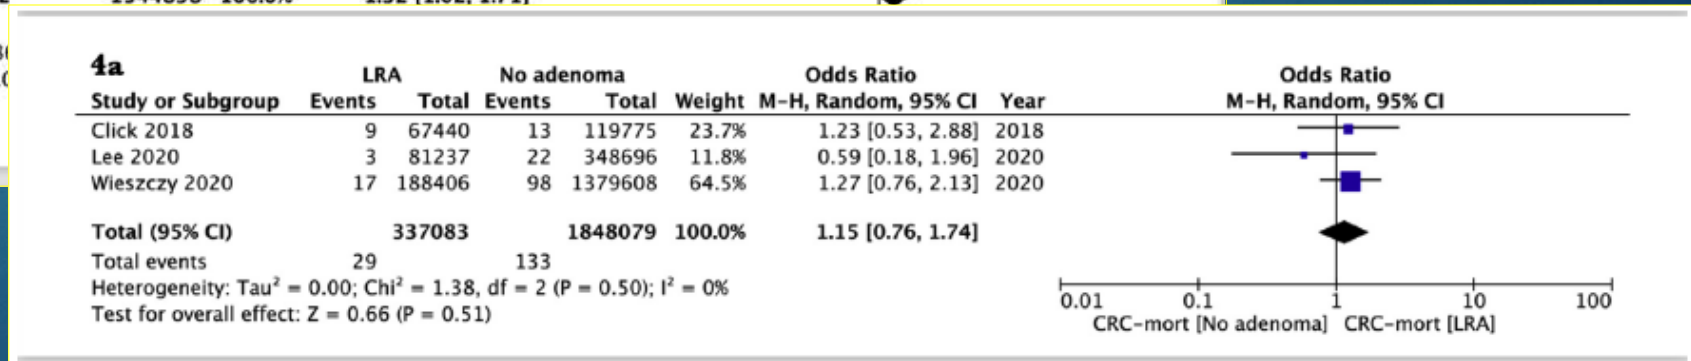 100.0%
4a
LRA No adenoma Odds Ratio Odds Ratio
Study or Subgroup Events Total Events Total Weight M-H, Random, 95% CI Year M-H, Random, 95% CI
Click 2018 9 67440 13 119775 23.7% 1.23 [0.53, 2.88] 2018
Lee 2020 3 81237 22 348696 11.8% 0.59 [0.18, 1.96] 2020
Wieszczy 2020 17 188406 98 1379608 64.5% 1.27 [0.76, 2.13] 2020
Total (95% CI) 337083 1848079 100.0% 1.15 [0.76, 1.74]
Total events 29 133
Heterogeneity: Tau² = 0.00; Chi² = 1.38, df = 2 (P = 0.50); I² = 0%
Test for overall effect: Z = 0.66 (P = 0.51)
0.01 0.1 1 10 100
CRC-mort [No adenoma] CRC-mort [LRA]